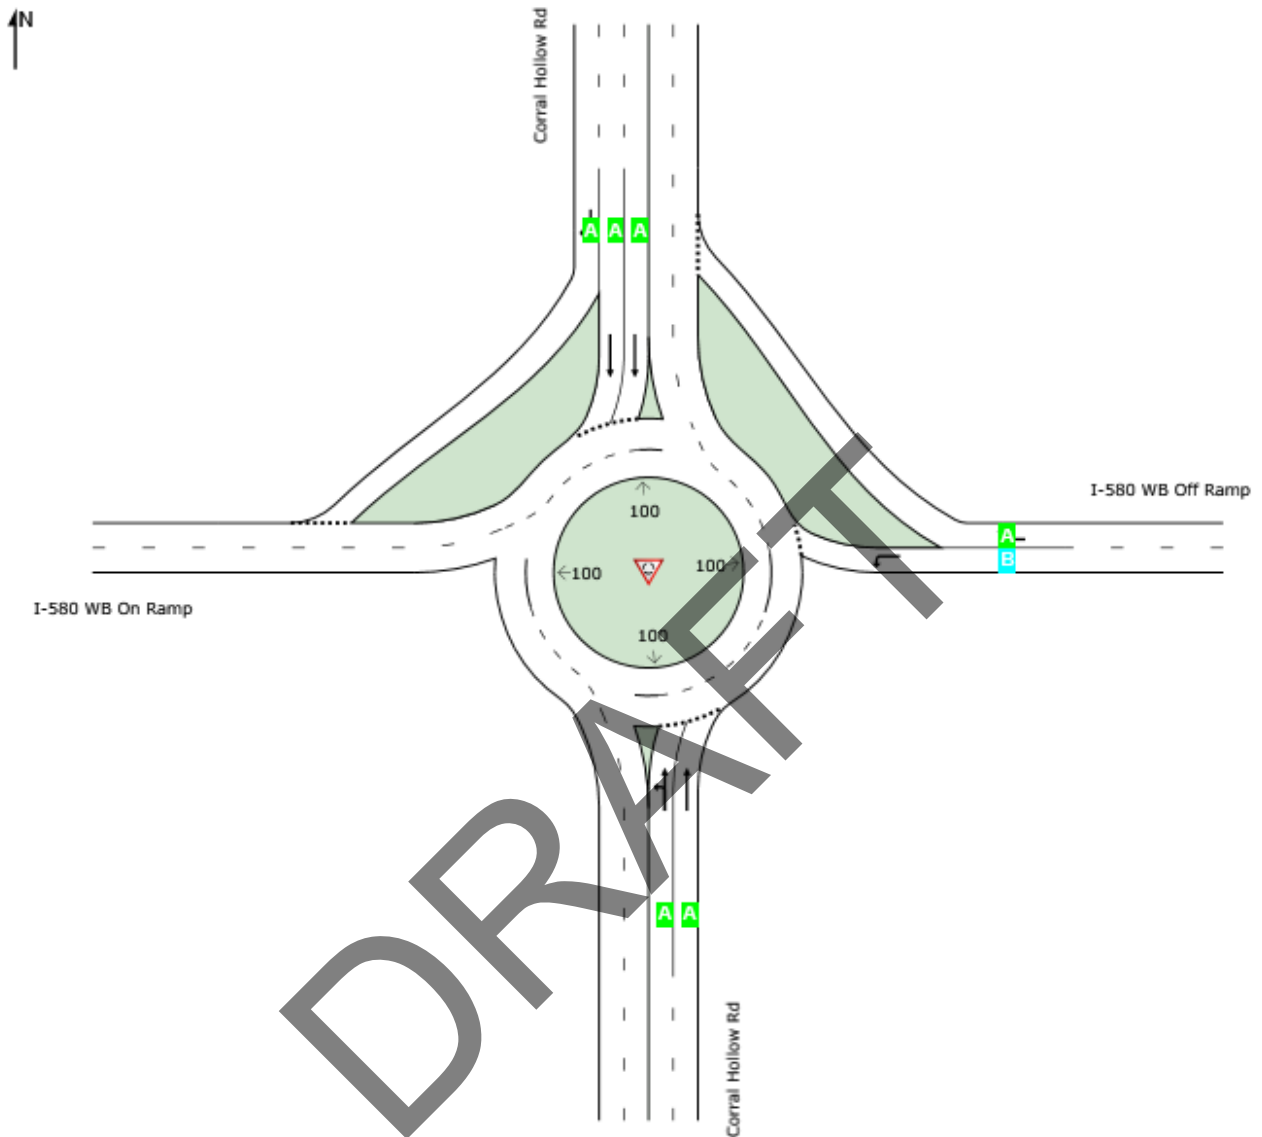 N
Corral Hollow Rd
A A A
I-580 WB Off Ramp
A
B
100
100
100
100
I-580 WB On Ramp
A A
Corral Hollow Rd
DRAFT